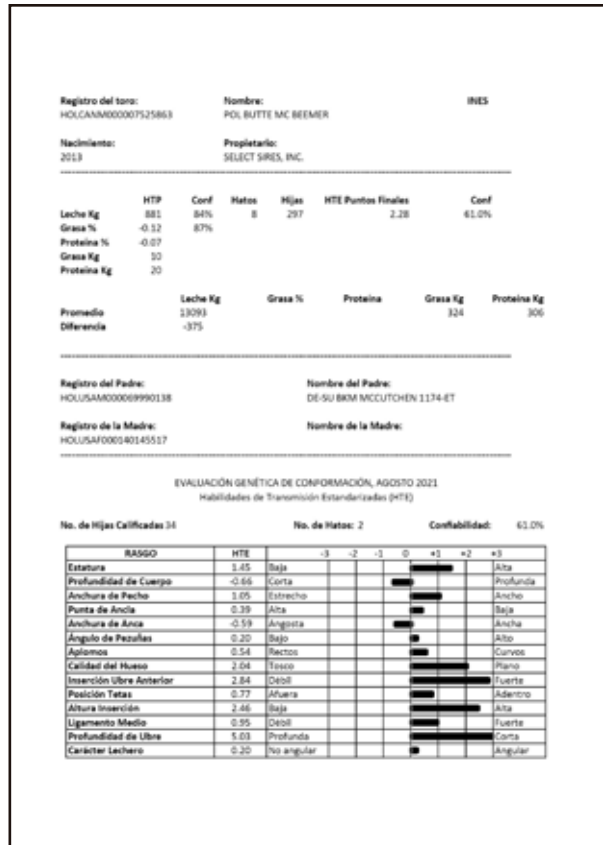 Registro del toro: Nombre: INES
HOLCANM000007525863 POL BUTTE MC BEEMER
Nacimiento: Propietario:
2013 SELECT SIRES, INC.
HTP Conf Hatos Hijas HTE Puntos Finales Conf
Leche Kg 881 84% 8 297 2.28 61.0%
Grasa % -0.12 87%
Proteina % -0.07
Grasa Kg 10
Proteina Kg 20
Leche Kg Grasa % Proteina Grasa Kg Proteina Kg
Promedio 13093 324 306
Diferencia -375
Registro del Padre: Nombre del Padre:
HOLUSAM000069990138 DE-SU BKM MCCUTCHEN 1174-ET
Registro de la Madre: Nombre de la Madre:
HOLUSAF000140145517
EVALUACIÓN GENÉTICA DE CONFORMACIÓN, AGOSTO 2021
Habilidades de Transmisión Estandarizadas (HTE)
No. de Hijas Calificadas 34 No. de Hatos: 2 Confiabilidad: 61.0%
RASGO HTE -3 -2 -1 0 +1 +2 +3
Estatura 1.45 Baja Alta
Profundidad de Cuerpo -0.66 Corta Profunda
Anchura de Pecho 1.05 Estrecho Ancho
Punta de Ancla 0.39 Alta Baja
Anchura de Anca -0.59 Angosta Ancha
Ángulo de Pezuñas 0.20 Bajo Alto
Aplomos 0.54 Rectos Curvos
Calidad del Hueso 2.04 Tosco Plano
Inserción Ubre Anterior 2.84 Débil Fuerte
Posición Tetas 0.77 Afuera Adentro
Altura Inserción 2.46 Baja Alta
Ligamento Medio 0.95 Débil Fuerte
Profundidad de Ubre 5.03 Profunda Corta
Carácter Lechero 0.20 No angular Angular